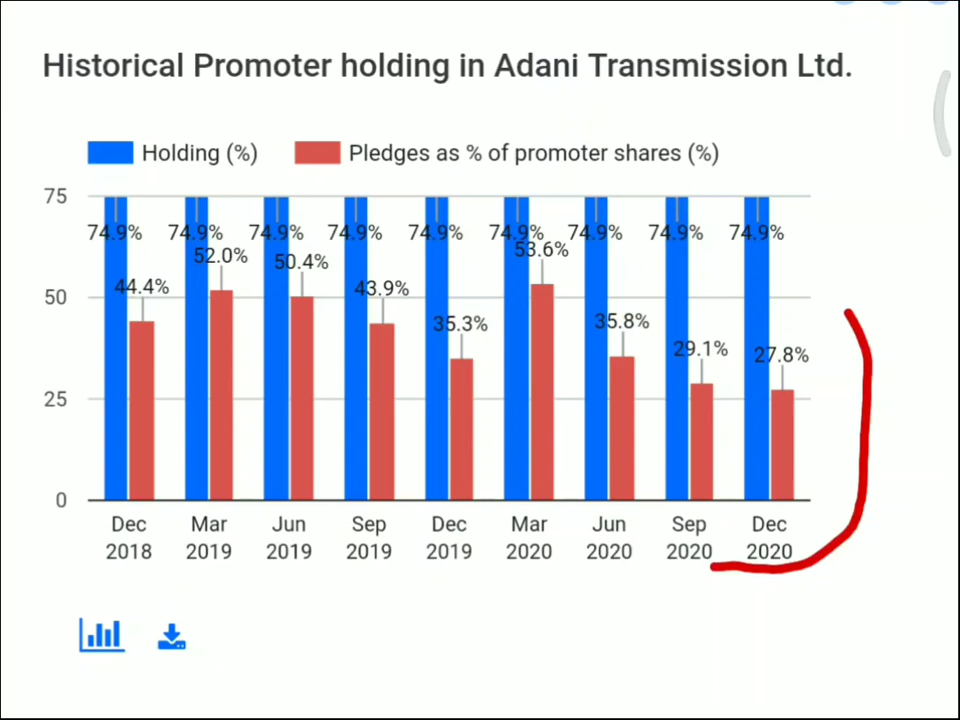 Historical Promoter holding in Adani Transmission Ltd.
Holding (%) Pledges as % of promoter shares (%)
75
74.9% 74.9% 74.9% 74.9% 74.9% 74.9% 74.9% 74.9% 74.9%
44.4% 52.0% 50.4% 43.9% 35.3% 53.6% 35.8% 29.1% 27.8%
50
25
0
Dec Mar Jun Sep Dec Mar Jun Sep Dec
2018 2019 2019 2019 2019 2020 2020 2020 2020